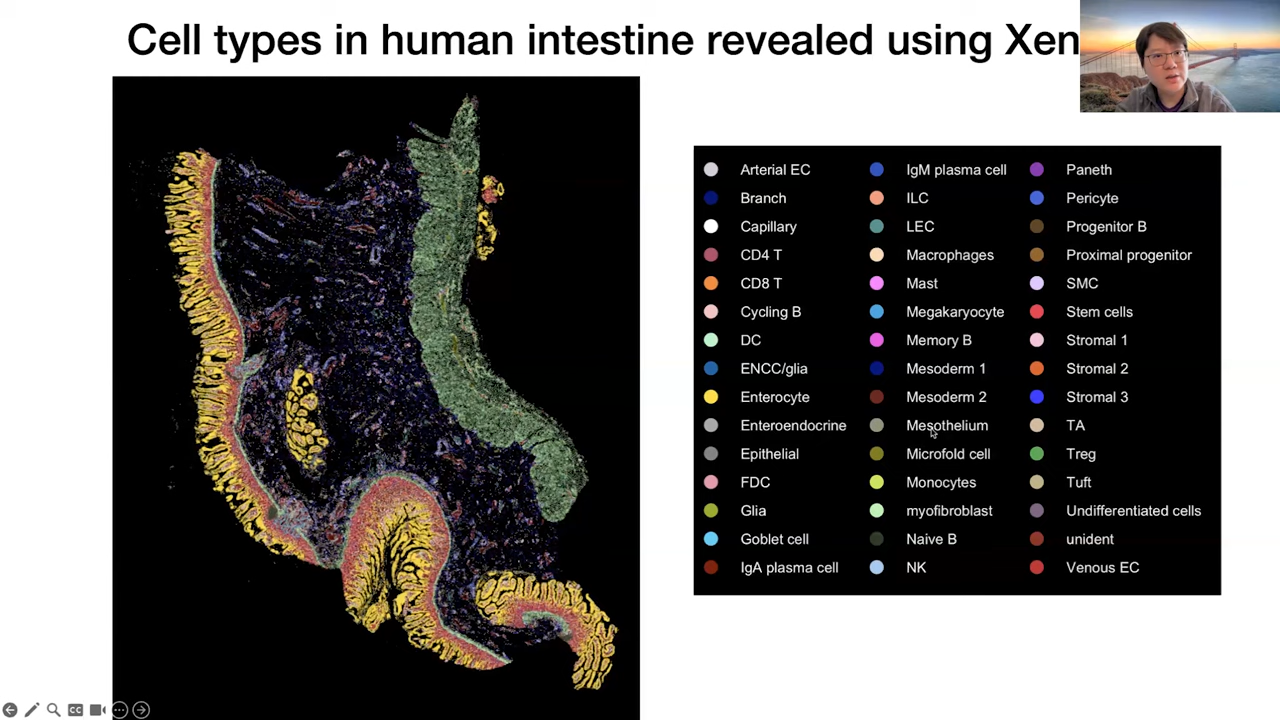 Cell types in human intestine revealed using Xen
Arterial EC
Branch
Capillary
CD4 T
CD8 T
Cycling B
DC
ENCC/glia
Enterocyte
Enteroendocrine
Epithelial
FDC
Glia
Goblet cell
IgA plasma cell
IgM plasma cell
ILC
LEC
Macrophages
Mast
Megakaryocyte
Memory B
Mesoderm 1
Mesoderm 2
Mesothelium
Microfold cell
Monocytes
myofibroblast
Naive B
NK
Paneth
Pericyte
Progenitor B
Proximal progenitor
SMC
Stem cells
Stromal 1
Stromal 2
Stromal 3
TA
Treg
Tuft
Undifferentiated cells
unident
Venous EC
CC